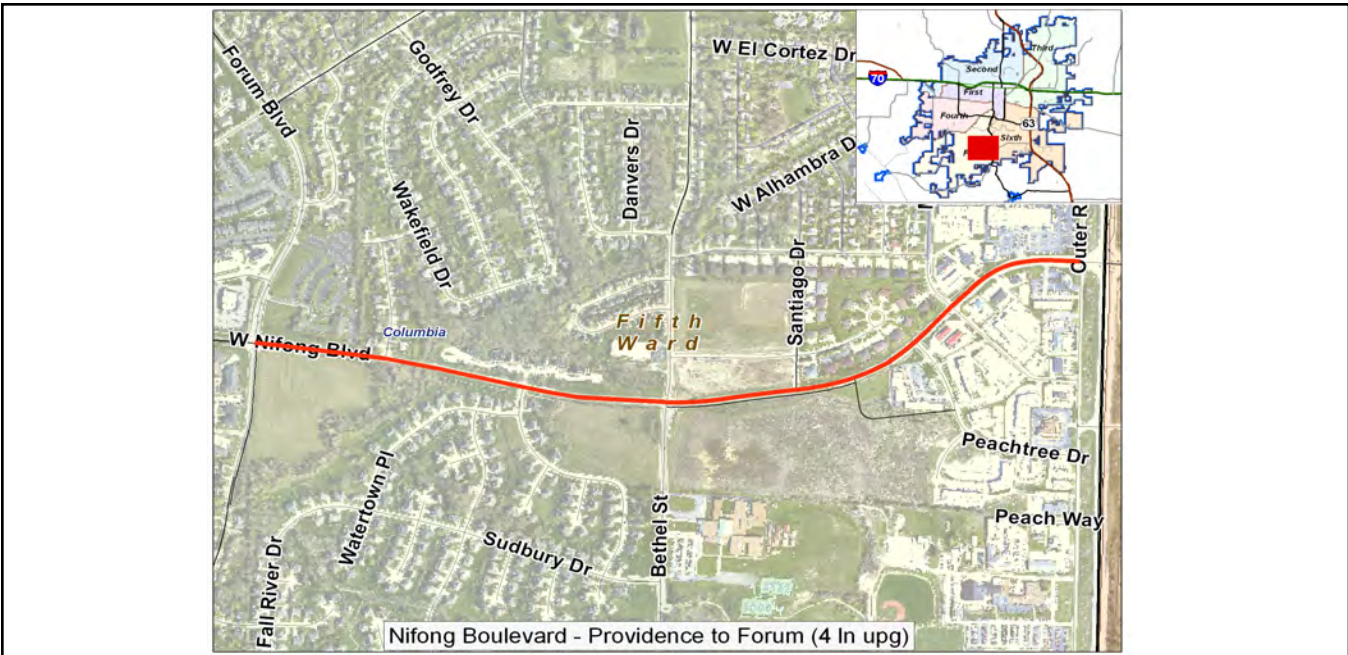 Forum Blvd
Godfrey Dr
W El Cortez Dr
Third
Second
70
First
Fourth
63
Sixth
Danvers Dr
W Alhambra D
Wakefield Dr
Outer R
Santiago Dr
Fifth
Ward
Columbia
W Nifong Blvd
Peachtree Dr
Watertown Pl
Peach Way
Bethel St
Sudbury Dr
Fall River Dr
Nifong Boulevard - Providence to Forum (4 ln upg)